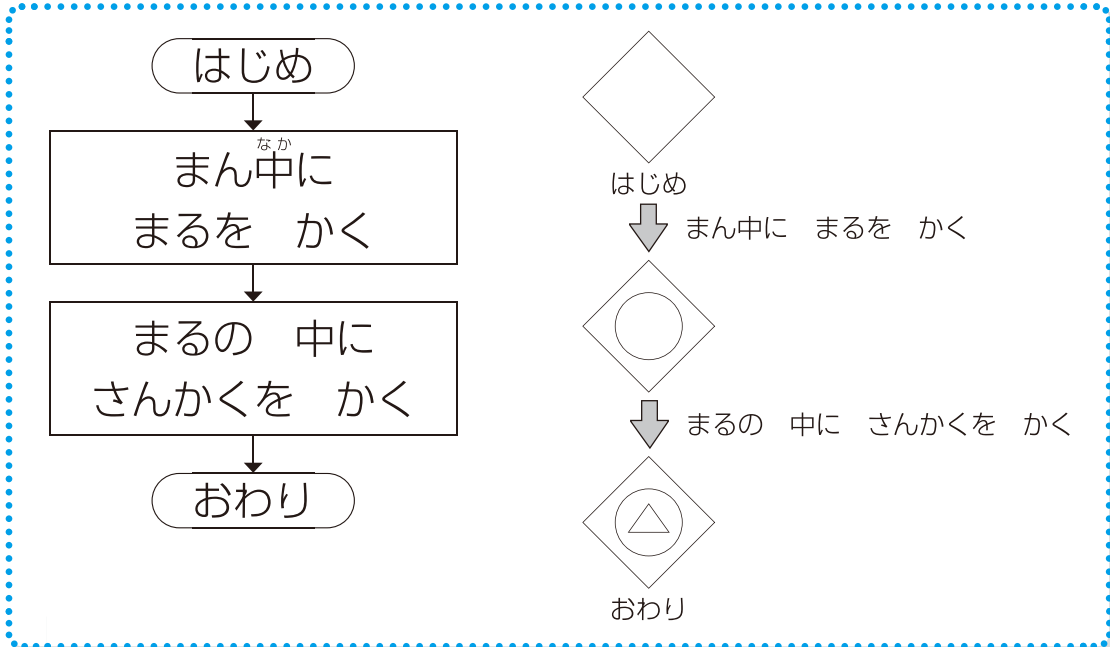 はじめ
なか
まん中に
まるを　かく
まるの　中に
さんかくを　かく
おわり
はじめ
まん中に　まるを　かく
まるの　中に　さんかくを　かく
おわり